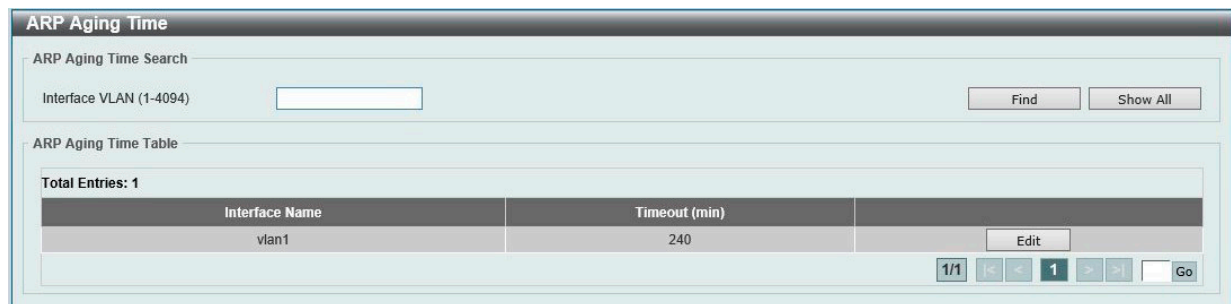 ARP Aging Time
ARP Aging Time Search
Interface VLAN (1-4094) Find Show All
ARP Aging Time Table
Total Entries: 1
Interface Name Timeout (min)
vlan1 240 Edit
1/1 |< < 1 > >| Go